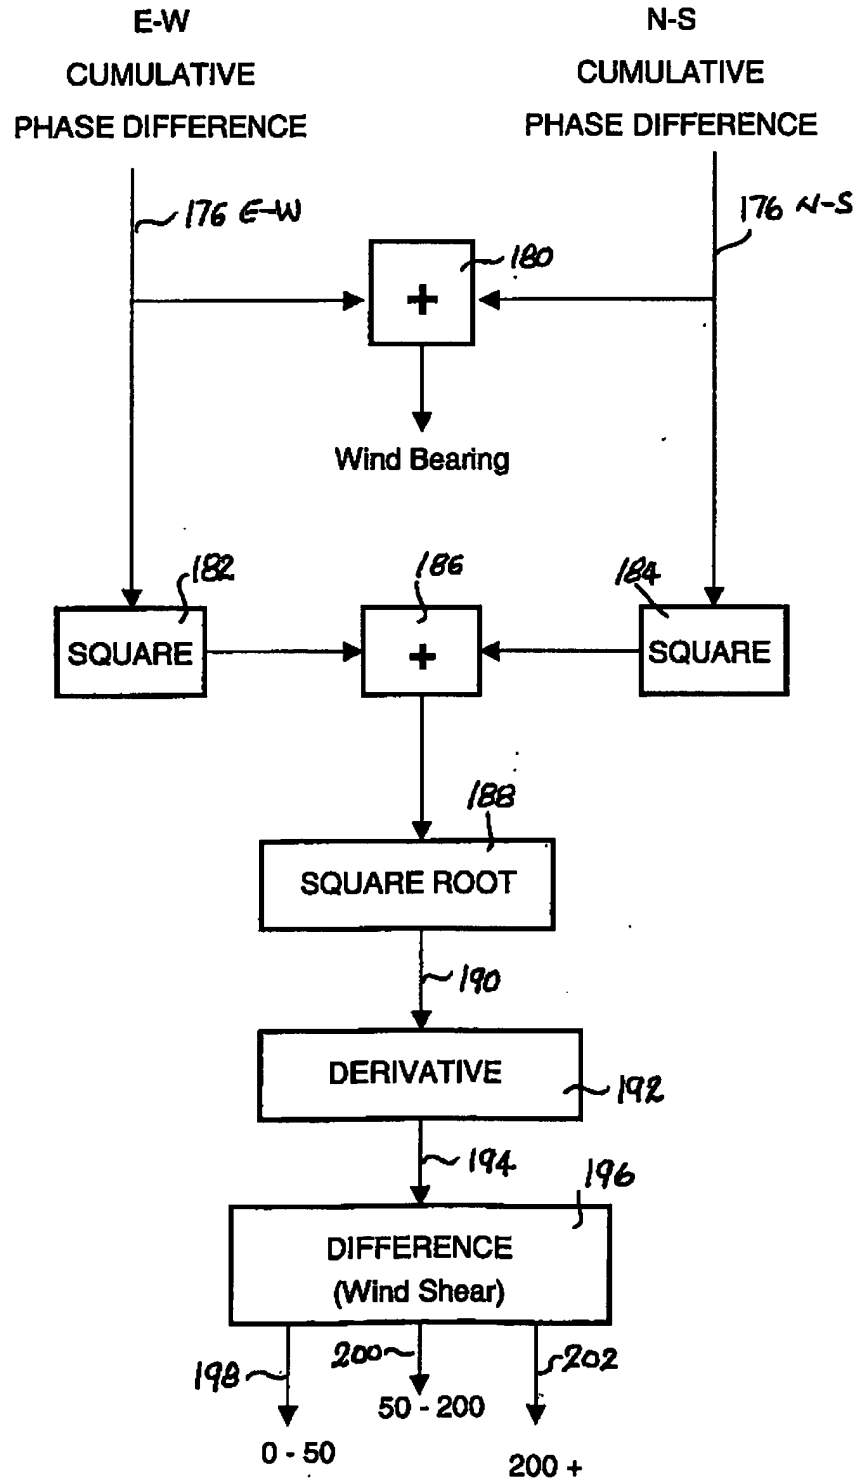 E-W
CUMULATIVE
PHASE DIFFERENCE
N-S
CUMULATIVE
PHASE DIFFERENCE
176 E-W
176 N-S
180
+
Wind Bearing
182
186
184
SQUARE
+
SQUARE
188
SQUARE ROOT
190
DERIVATIVE
192
194
196
DIFFERENCE
(Wind Shear)
198
200
202
0 - 50
50 - 200
200 +